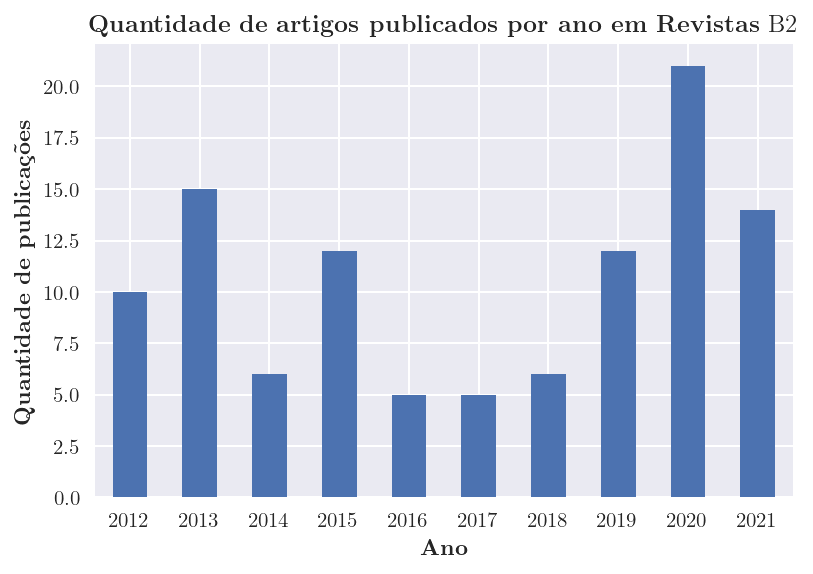 Quantidade de artigos publicados por ano em Revistas B2
Quantidade de publicações
20.0
17.5
15.0
12.5
10.0
7.5
5.0
2.5
0.0
2012 2013 2014 2015 2016 2017 2018 2019 2020 2021
Ano